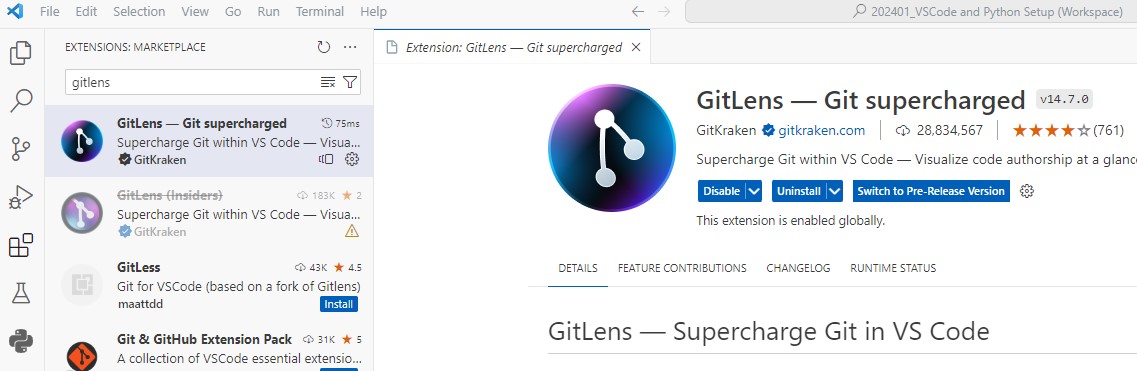 File Edit Selection View Go Run Terminal Help
202401_VSCode and Python Setup (Workspace)
EXTENSIONS: MARKETPLACE
gitlens
GitLens — Git supercharged 75ms
Supercharge Git within VS Code — Visua...
GitKraken
GitLens (Insiders) 183K 2
Supercharge Git within VS Code — Visua...
GitKraken
GitLess 43K 4.5
Git for VSCode (based on a fork of Gitlens)
maattdd Install
Git & GitHub Extension Pack 31K 5
A collection of VSCode essential extensio...
Extension: GitLens — Git supercharged
GitLens — Git supercharged v14.7.0
GitKraken gitkraken.com 28,834,567 (761)
Supercharge Git within VS Code — Visualize code authorship at a glanc
Disable Uninstall Switch to Pre-Release Version
This extension is enabled globally.
DETAILS FEATURE CONTRIBUTIONS CHANGELOG RUNTIME STATUS
GitLens — Supercharge Git in VS Code